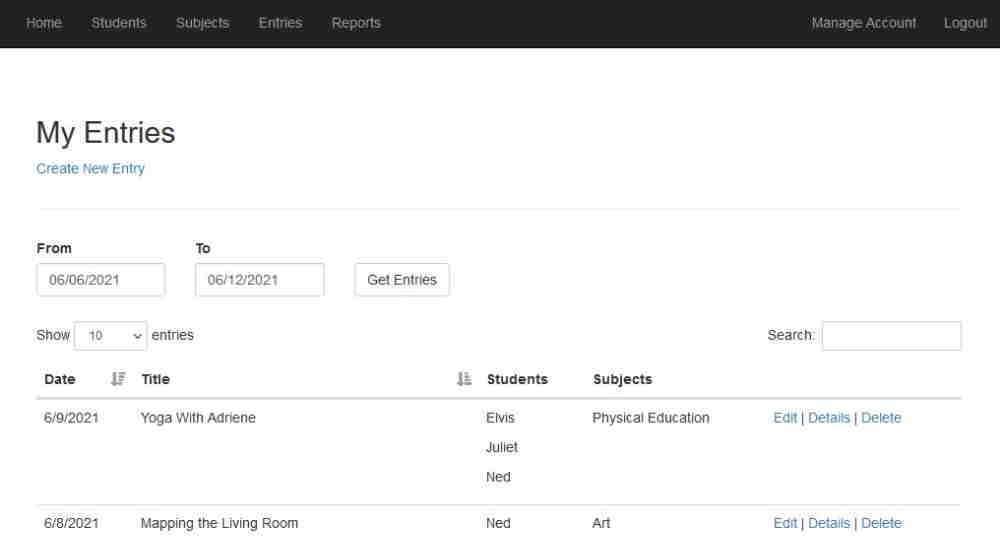 Home Students Subjects Entries Reports Manage Account Logout
My Entries
Create New Entry
From To
06/06/2021 06/12/2021 Get Entries
Show 10 entries Search:
Date Title Students Subjects
6/9/2021 Yoga With Adriene Elvis Physical Education Edit | Details | Delete
Juliet
Ned
6/8/2021 Mapping the Living Room Ned Art Edit | Details | Delete